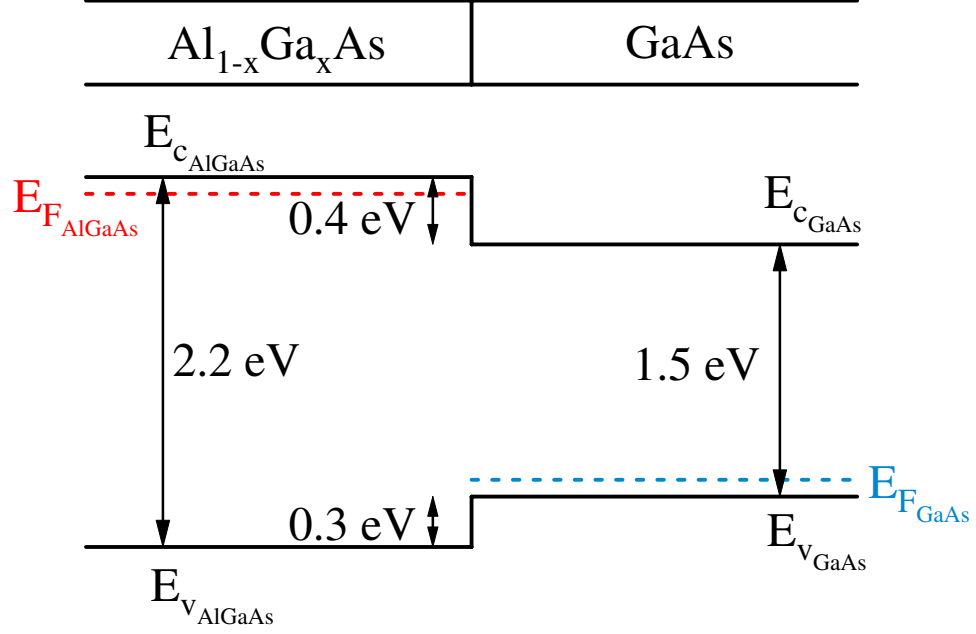 Al1-xGaxAs GaAs
EcAlGaAs
EFAlGaAs
0.4 eV
EcGaAs
2.2 eV
1.5 eV
EFGaAs
0.3 eV
EvGaAs
EvAlGaAs